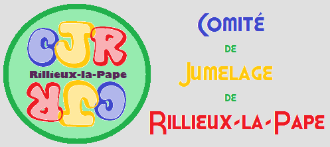 CJR
Rillieux-la-Pape
CJR
Comité
de
Jumelage
de
Rillieux-la-Pape